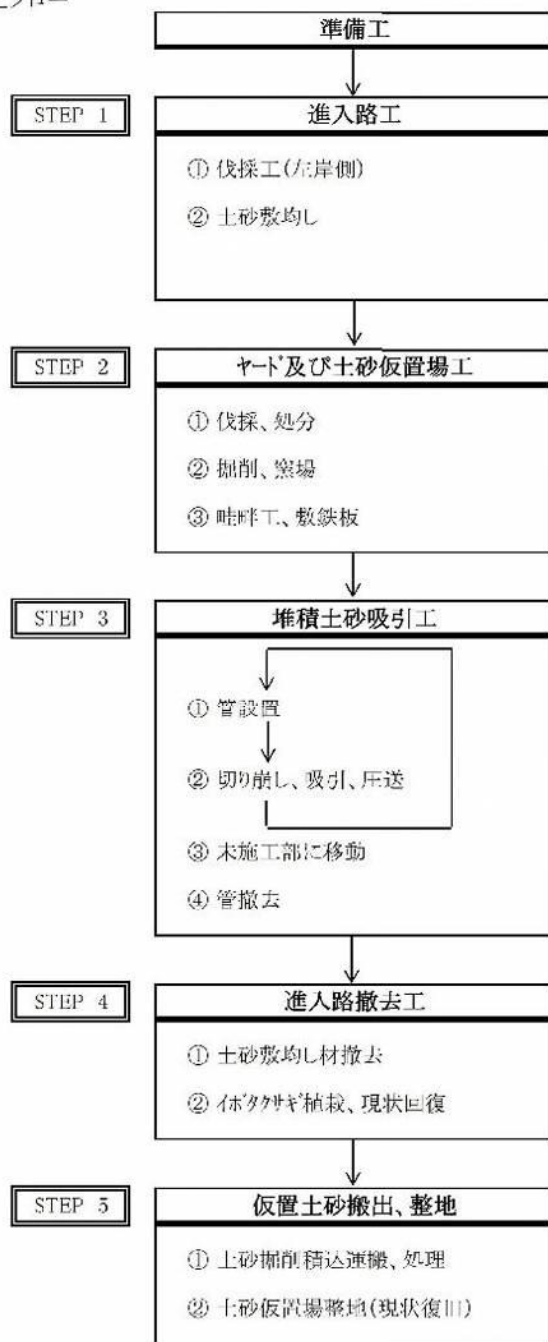 準備工
STEP 1
進入路工
① 伐採工(左岸側)
② 土砂敷均し
STEP 2
ヤード及び土砂仮置場工
① 伐採、処分
② 掘削、窯場
③ 畦畔工、敷鉄板
STEP 3
堆積土砂吸引工
① 管設置
② 切り崩し、吸引、圧送
③ 未施工部に移動
④ 管撤去
STEP 4
進入路撤去工
① 土砂敷均し材撤去
② イボタクサギ植栽、現状回復
STEP 5
仮置土砂搬出、整地
① 土砂掘削積込運搬、処理
② 土砂仮置場整地(現状復旧)